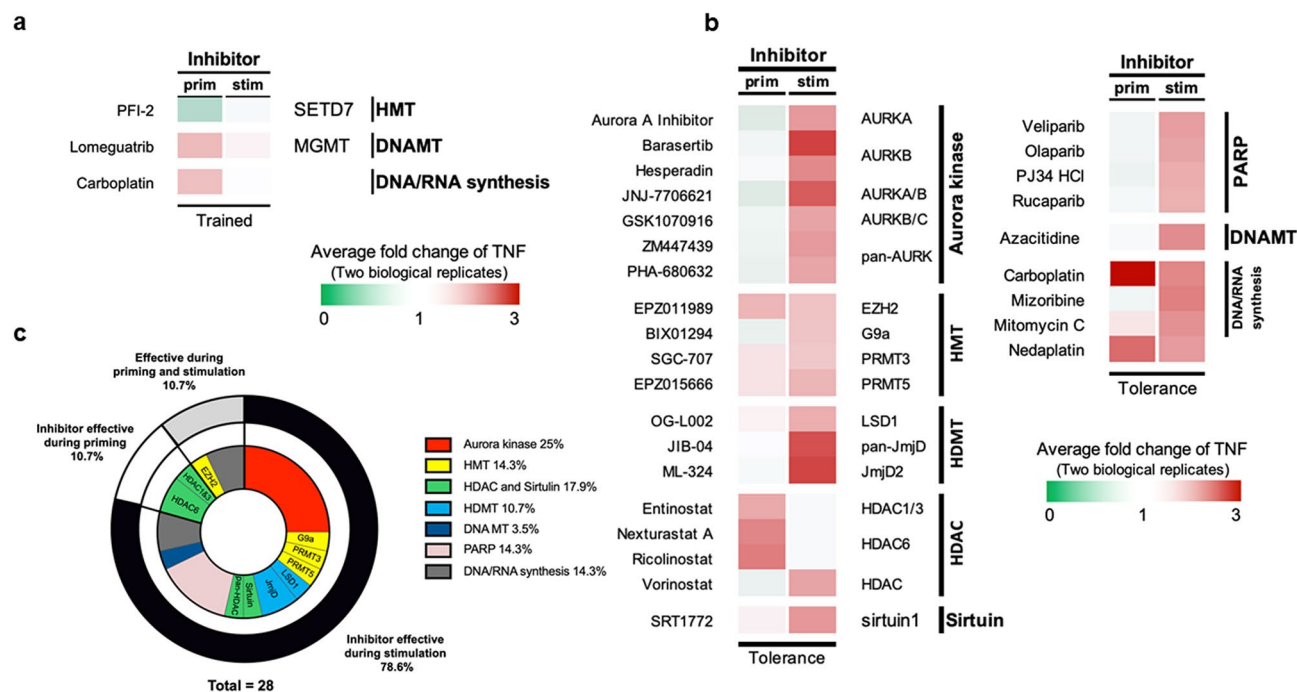 a
Inhibitor
prim stim
PFI-2 SETD7 HMT
Lomeguatrib MGMT DNAMT
Carboplatin DNA/RNA synthesis
Trained
Average fold change of TNF
(Two biological replicates)
0 1 3
b
Inhibitor
prim stim
Aurora A Inhibitor AURKA
Barasertib
AURKB
Hesperadin
JNJ-7706621 AURKA/B
GSK1070916 AURKB/C
ZM447439
pan-AURK
PHA-680632
Aurora kinase
EPZ011989 EZH2
BIX01294 G9a
SGC-707 PRMT3
EPZ015666 PRMT5
HMT
OG-L002 LSD1
JIB-04 pan-JmjD
ML-324 JmjD2
HDMT
Entinostat HDAC1/3
Nexturastat A
HDAC6
Ricolinostat
Vorinostat HDAC
HDAC
SRT1772 sirtuin1 Sirtuin
Tolerance
Inhibitor
prim stim
Veliparib
Olaparib
PJ34 HCl
Rucaparib
PARP
Azacitidine DNAMT
Carboplatin
Mizoribine
Mitomycin C
Nedaplatin
DNA/RNA
synthesis
Tolerance
Average fold change of TNF
(Two biological replicates)
0 1 3
c
Effective during
priming and stimulation
10.7%
Inhibitor effective
during priming
10.7%
EZH2
HDAC1&3
HDAC6
G9a
PRMT3
PRMT5
LSD1
JmjD
Sirtuin
pan-HDAC
Inhibitor effective
during stimulation
78.6%
Total = 28
Aurora kinase 25%
HMT 14.3%
HDAC and Sirtulin 17.9%
HDMT 10.7%
DNA MT 3.5%
PARP 14.3%
DNA/RNA synthesis 14.3%